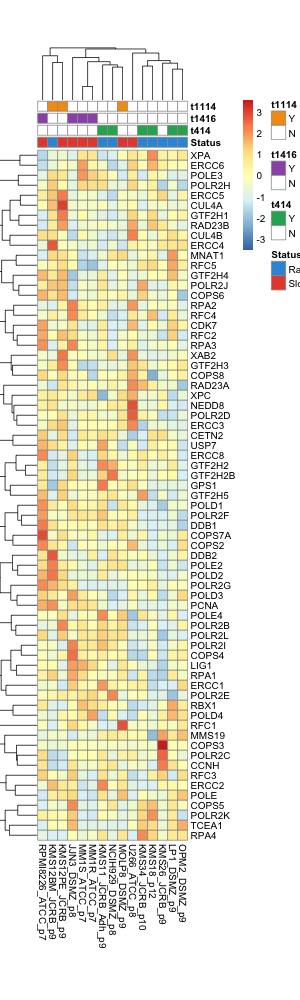 t1114
t1416
t414
Status
XPA
ERCC6
POLE3
POLR2H
ERCC5
CUL4A
GTF2H1
RAD23B
CUL4B
ERCC4
MNAT1
RFC5
GTF2H4
POLR2J
COPS6
RPA2
RFC4
CDK7
RFC2
RPA3
XAB2
GTF2H3
COPS8
RAD23A
XPC
NEDD8
POLR2D
ERCC3
CETN2
USP7
ERCC8
GTF2H2
GTF2H2B
GPS1
GTF2H5
POLD1
POLR2F
DDB1
COPS7A
COPS2
DDB2
POLE2
POLD2
POLR2G
POLD3
PCNA
POLE4
POLR2B
POLR2L
POLR2I
COPS4
LIG1
RPA1
ERCC1
POLR2E
RBX1
POLD4
RFC1
MMS19
COPS3
POLR2C
CCNH
RFC3
ERCC2
POLE
COPS5
POLR2K
TCEA1
RPA4
RPMI8226_ATCC_p7
KMS12BM_JCRB_p9
KMS12PE_JCRB_p9
JJN3_DSMZ_p8
MM1S_ATCC_p7
MM1R_ATCC_p7
KMS11_JCRB_Adh_p9
NCIH929_DSMZ_p8
MOLP8_DSMZ_p9
U266_ATCC_p8
KMS34_JCRB_p10
KMS18_p12
KMS26_JCRB_p9
LP1_DSMZ_p9
OPM2_DSMZ_p9
3
2
1
0
-1
-2
-3
t1114
Y
N
t1416
Y
N
t414
Y
N
Status
Ra
Slo